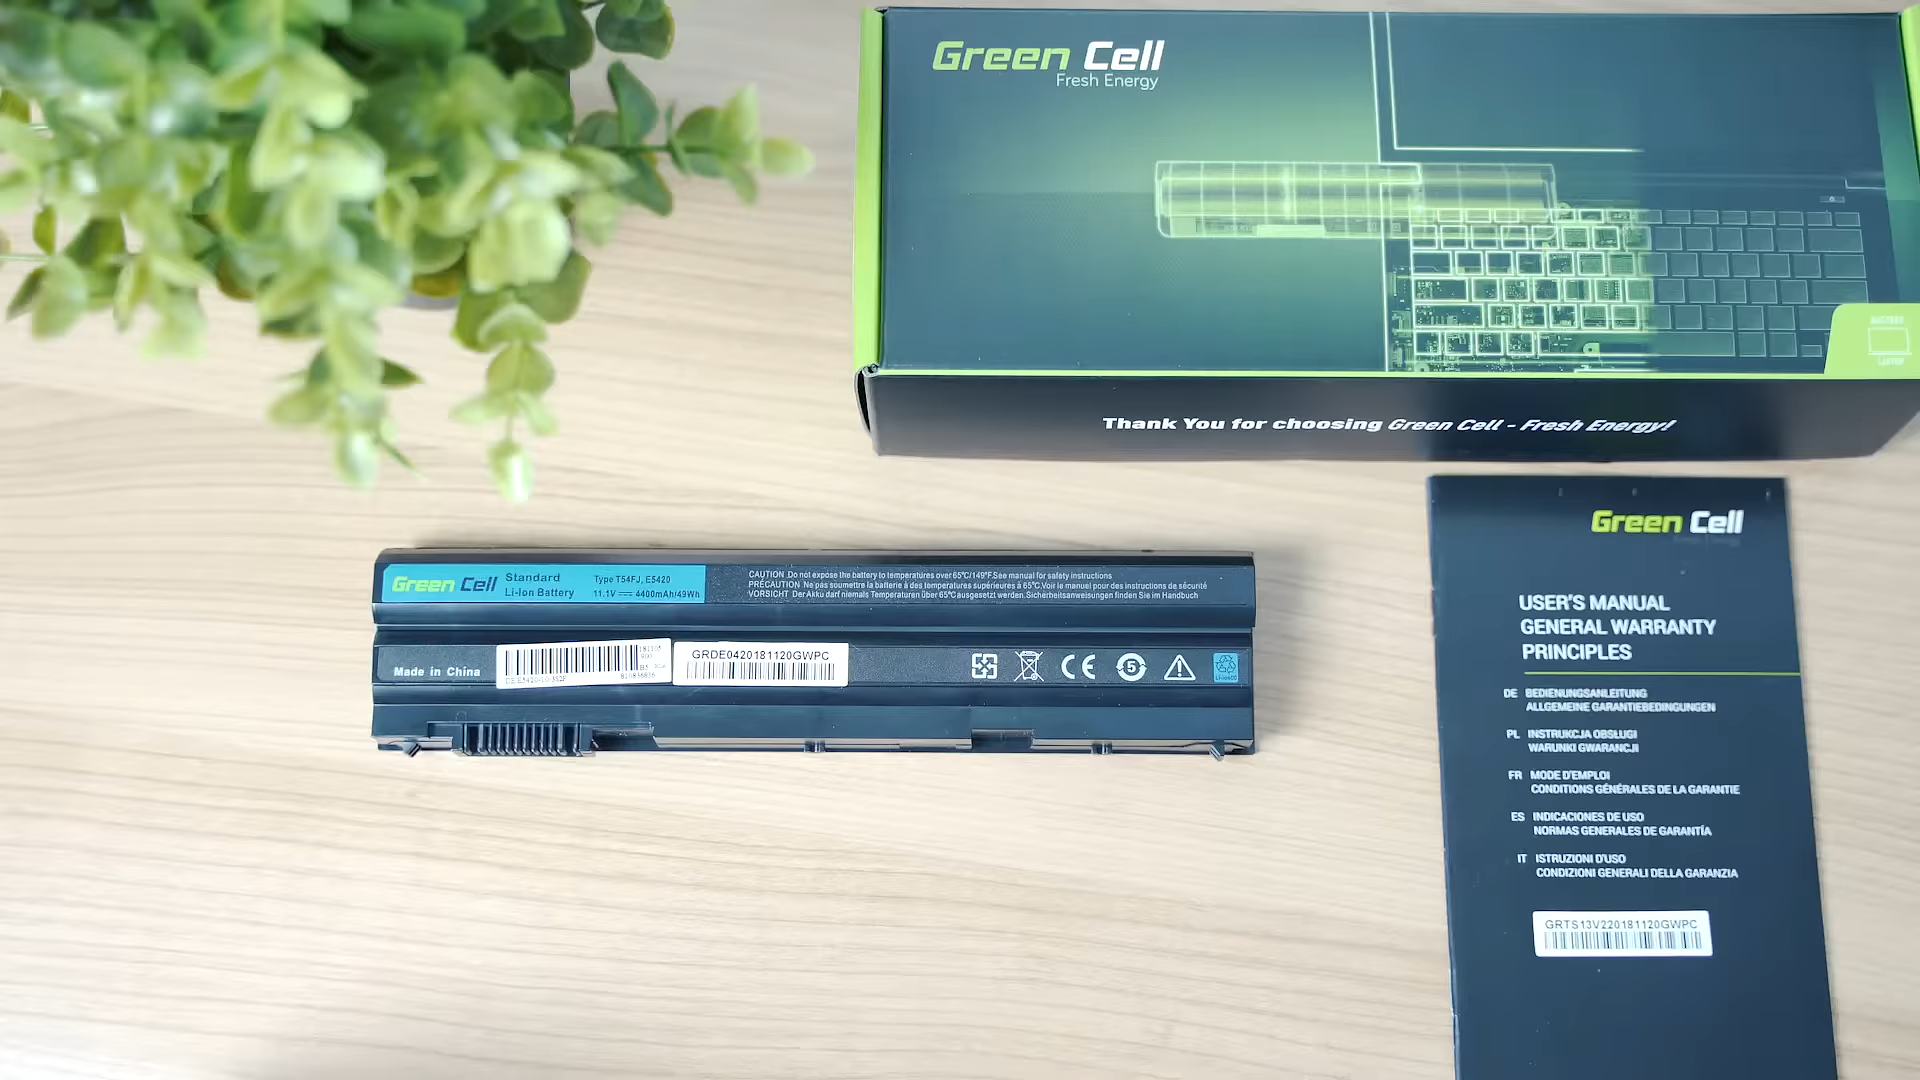 Green Cell
Fresh Energy
LAPTOP
Thank You for choosing Green Cell - Fresh Energy!
Green Cell
USER'S MANUAL
GENERAL WARRANTY
PRINCIPLES
DE BEDIENUNGSANLEITUNG
ALLGEMEINE GARANTIEBEDINGUNGEN
PL INSTRUKCJA OBSŁUGI
WARUNKI GWARANCJI
FR MODE D'EMPLOI
CONDITIONS GÉNÉRALES DE LA GARANTIE
ES INDICACIONES DE USO
NORMAS GENERALES DE GARANTÍA
IT ISTRUZIONI D'USO
CONDIZIONI GENERALI DELLA GARANZIA
GRTS13V220181120GWPC
Green Cell Standard
Li-Ion Battery
Type T54FJ, E5420
11.1V 4400mAh/49Wh
CAUTION Do not expose the battery to temperatures over 65°C/149°F.See manual for safety instructions
PRÉCAUTION Ne pas soumettre la batterie à des temperatures supérieures à 65°C.Voir le manuel pour des instructions de sécurité
VORSICHT Der Akku darf niemals Temperaturen über 65°C ausgesetzt werden.Sicherheitsanweisungen finden Sie im Handbuch
Made in China
GRDE0420181120GWPC
CE
5